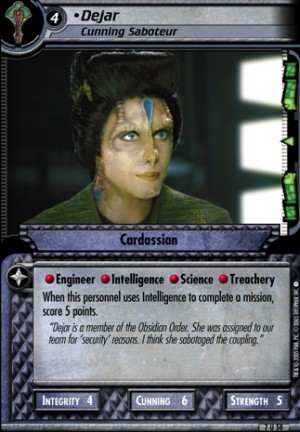 4
•Dejar
Cunning Saboteur
Cardassian
Engineer Intelligence Science Treachery
When this personnel uses Intelligence to complete a mission,
score 5 points.
"Dejar is a member of the Obsidian Order. She was assigned to our
team for 'security' reasons. I think she sabotaged the coupling."
INTEGRITY 4 CUNNING 6 STRENGTH 5